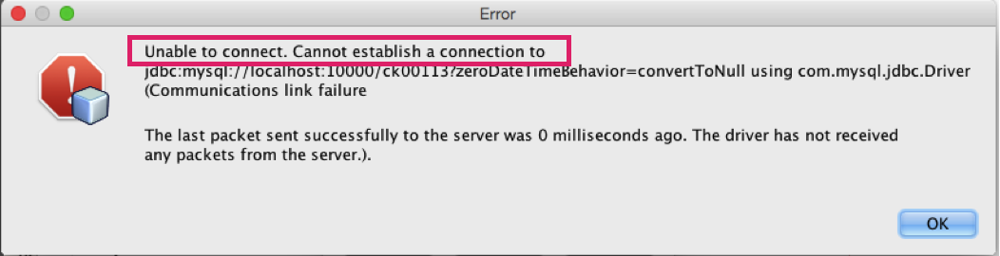 Error
Unable to connect. Cannot establish a connection to
jdbc:mysql://localhost:10000/ck00113?zeroDateTimeBehavior=convertToNull using com.mysql.jdbc.Driver
(Communications link failure
The last packet sent successfully to the server was 0 milliseconds ago. The driver has not received
any packets from the server.).
OK